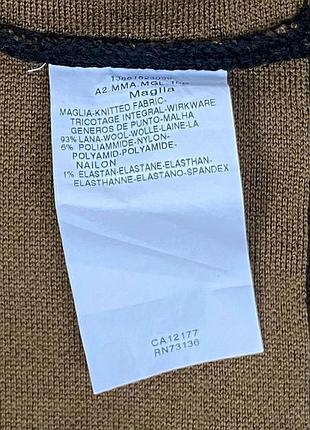 A2.MMA.MGL
Maglia
MAGLIA-KNITTED FABRIC-
TRICOTAGE INTEGRAL-WIRKWARE
GENEROS DE PUNTO-MALHA
93% LANA-WOOL-WOLLE-LAINE-LA
6% POLIAMMIDE-NYLON-
POLYAMID-POLYAMIDE-
NAILON
1% ELASTAN-ELASTANE-ELASTHAN-
ELASTHANNE-ELASTANO-SPANDEX
CA12177
RN73136